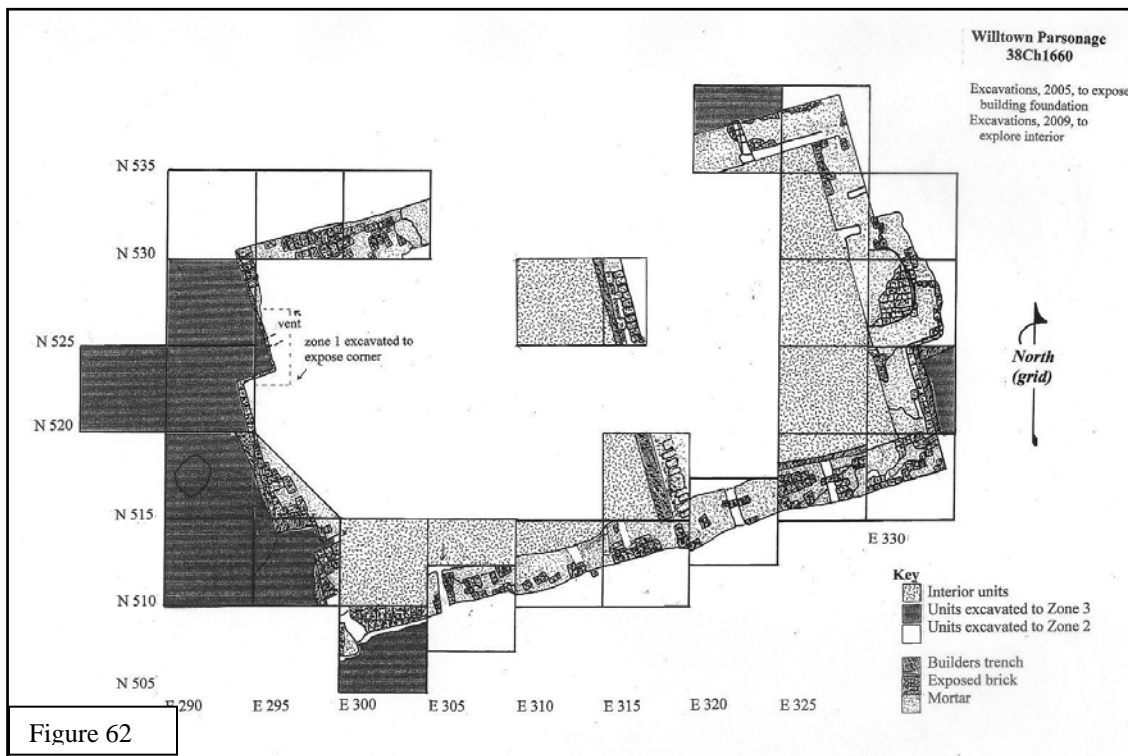 Willtown Parsonage
38Ch1660
Excavations, 2005, to expose
building foundation
Excavations, 2009, to
explore interior
N 535
N 530
N 525
N 520
N 515
N 510
N 505
vent
zone 1 excavated to
expose corner
North
(grid)
E 330
E 290
E 295
E 300
E 305
E 310
E 315
E 320
E 325
Key
Interior units
Units excavated to Zone 3
Units excavated to Zone 2
Builders trench
Exposed brick
Mortar
Figure 62